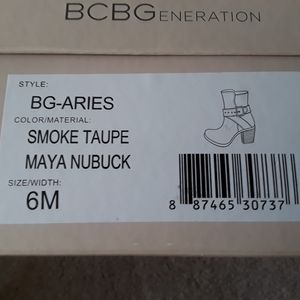 BCBGENERATION
STYLE:
BG-ARIES
COLOR/MATERIAL:
SMOKE TAUPE
MAYA NUBUCK
SIZE/WIDTH:
6M
8 87465 30737